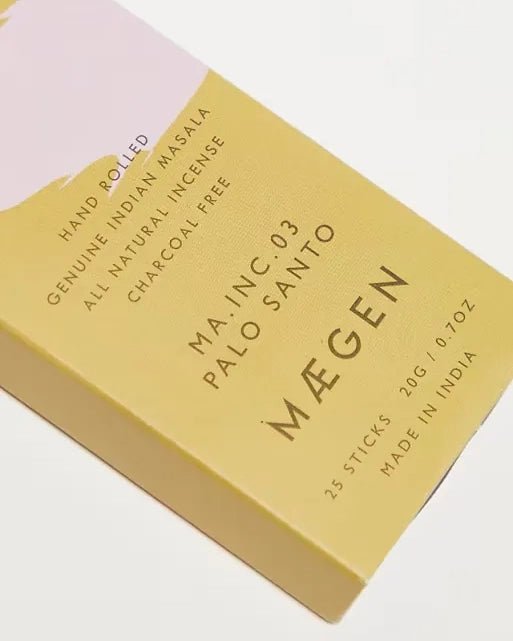 HAND ROLLED
GENUINE INDIAN MASALA
ALL NATURAL INCENSE
CHARCOAL FREE
MA.INC.03
PALO SANTO
MÆGEN
25 STICKS 20G / 0.7OZ
MADE IN INDIA